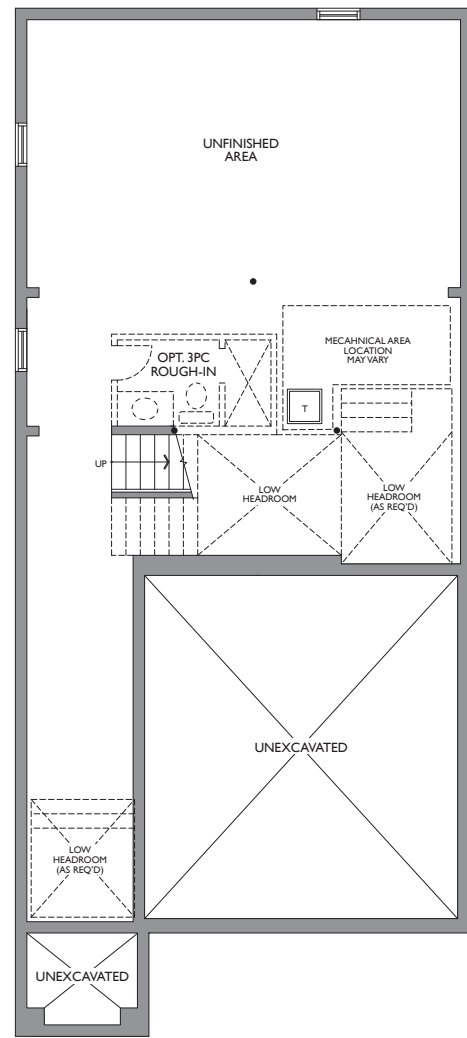 UNFINISHED
AREA
MECAHNICAL AREA
LOCATION
MAY VARY
OPT. 3PC
ROUGH-IN
T
UP
LOW
HEADROOM
LOW
HEADROOM
(AS REQ'D)
UNEXCAVATED
LOW
HEADROOM
(AS REQ'D)
UNEXCAVATED